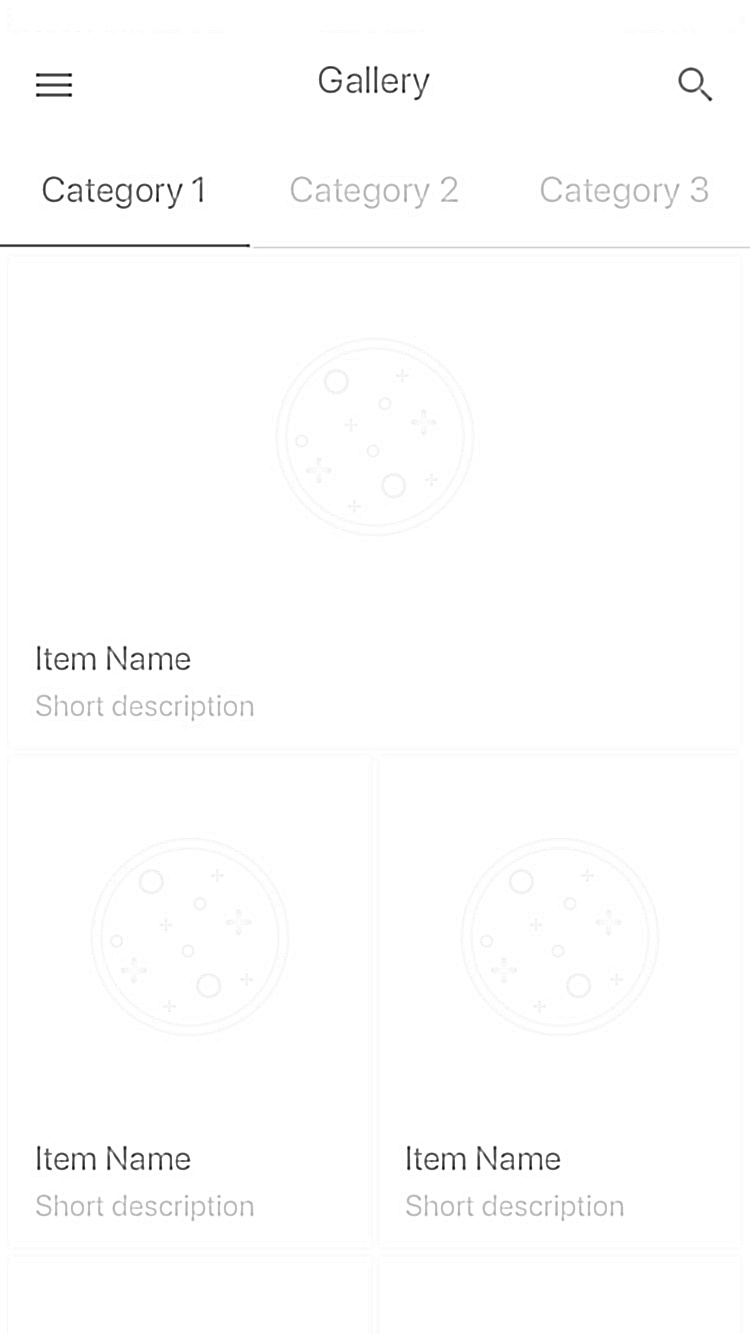 Gallery
Category 1 Category 2 Category 3
Item Name
Short description
Item Name Item Name
Short description Short description